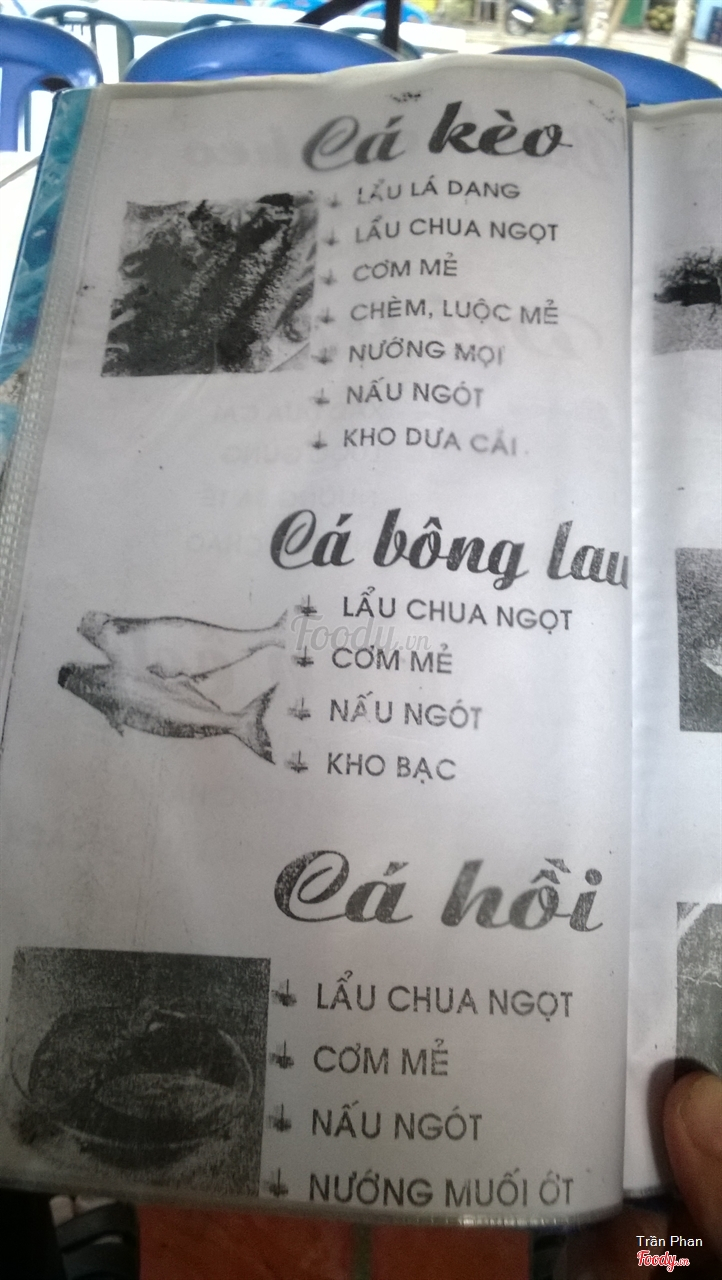 Cá kèo
LẨU LÁ DANG
LẨU CHUA NGỌT
CƠM MẺ
CHÈM, LUỘC MẺ
NƯỚNG MỌI
NẤU NGÓT
KHO DƯA CẢI
Cá bông lau
LẨU CHUA NGỌT
CƠM MẺ
NẤU NGÓT
KHO BẠC
Cá hồi
LẨU CHUA NGỌT
CƠM MẺ
NẤU NGÓT
NƯỚNG MUỐI ỚT
Foody.vn
Trần Phan
Foody.vn